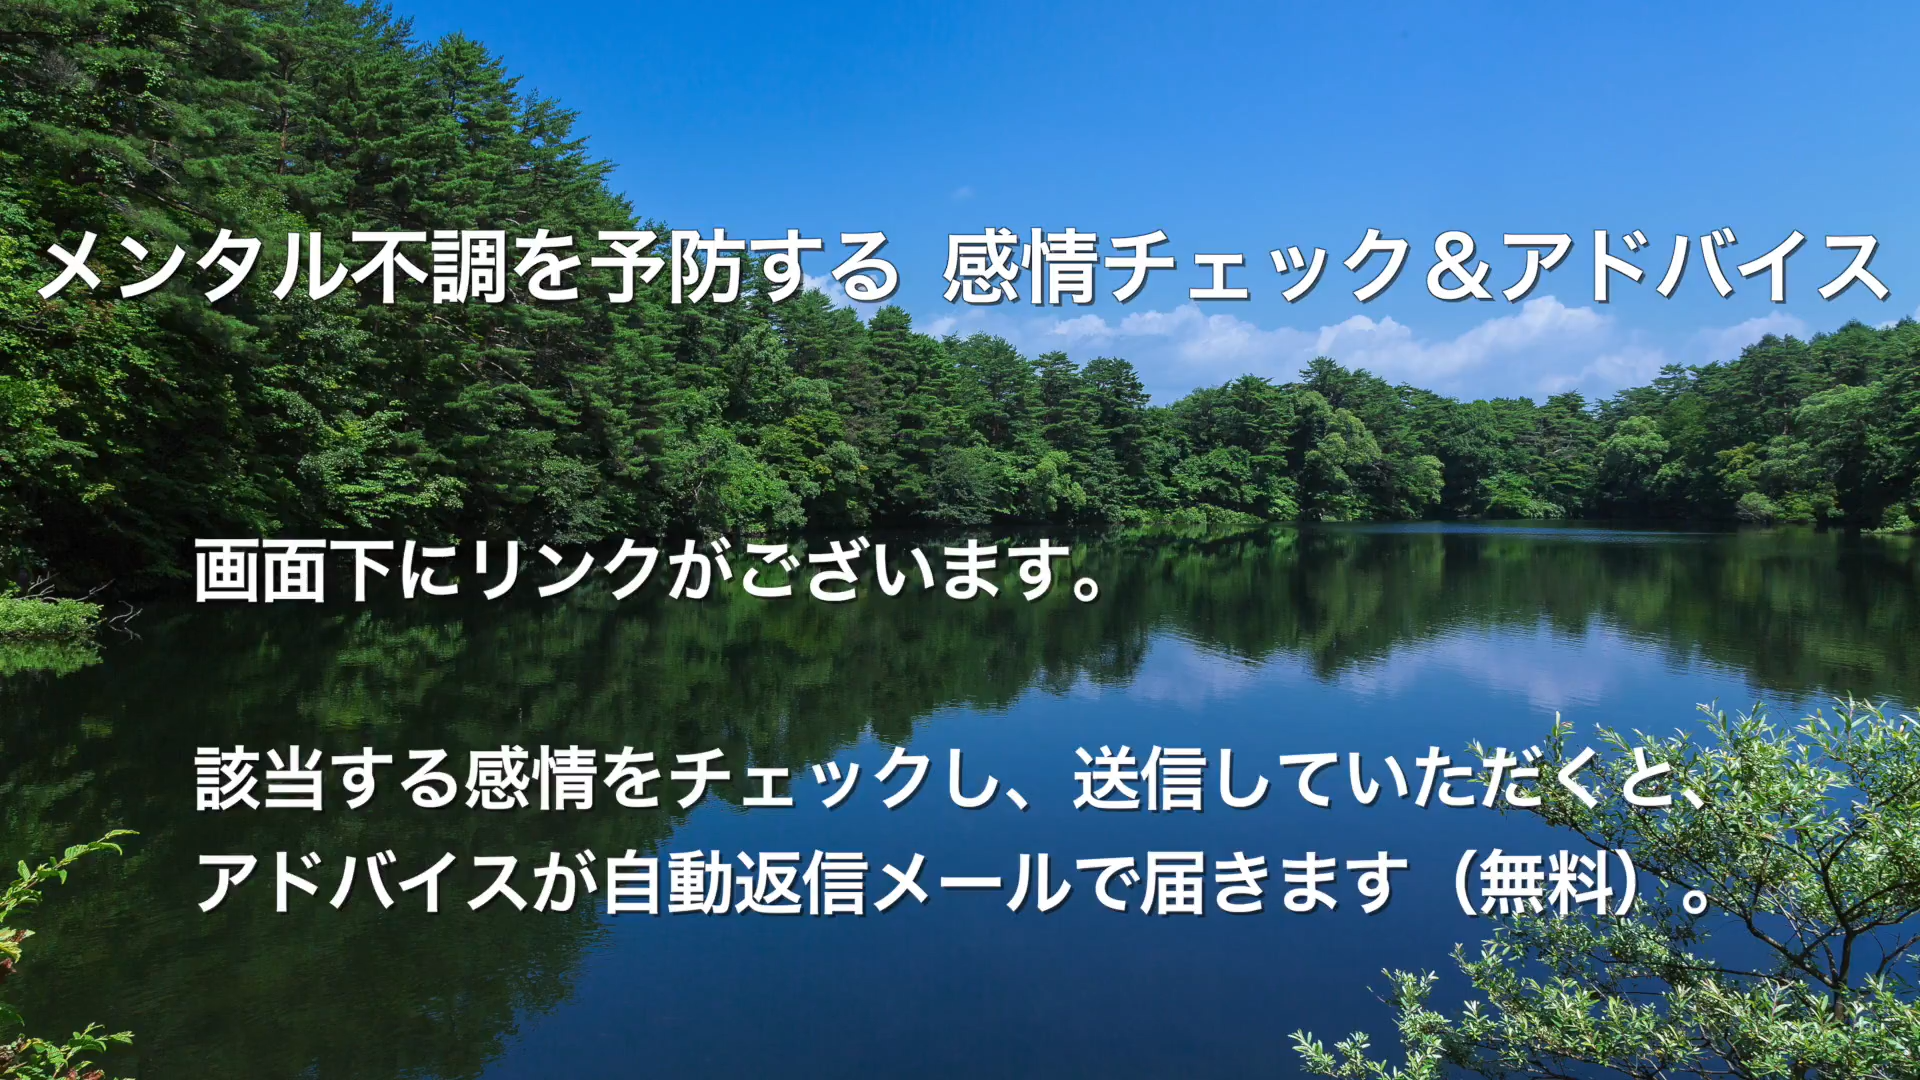 メンタル不調を予防する 感情チェック＆アドバイス
画面下にリンクがございます。
該当する感情をチェックし、送信していただくと、
アドバイスが自動返信メールで届きます（無料）。